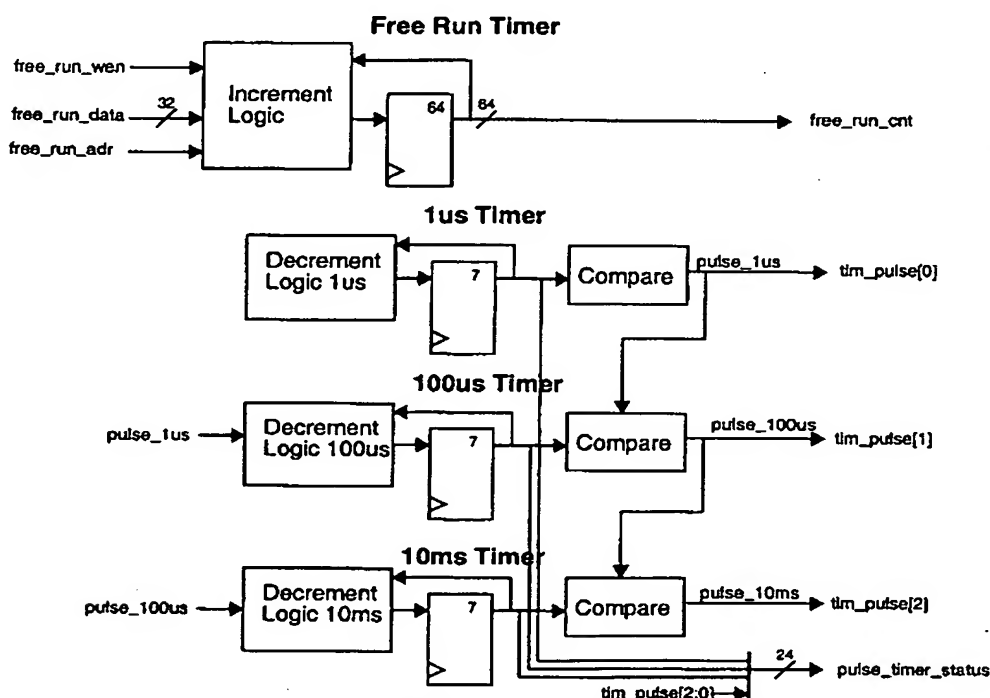 Free Run Timer
free_run_wen
free_run_data
32
free_run_adr
Increment
Logic
64
64
free_run_cnt
1us Timer
Decrement
Logic 1us
7
Compare
pulse_1us
tim_pulse[0]
100us Timer
pulse_1us
Decrement
Logic 100us
7
Compare
pulse_100us
tim_pulse[1]
10ms Timer
pulse_100us
Decrement
Logic 10ms
7
Compare
pulse_10ms
tim_pulse[2]
24
pulse_timer_status
tim_pulse[2:0]